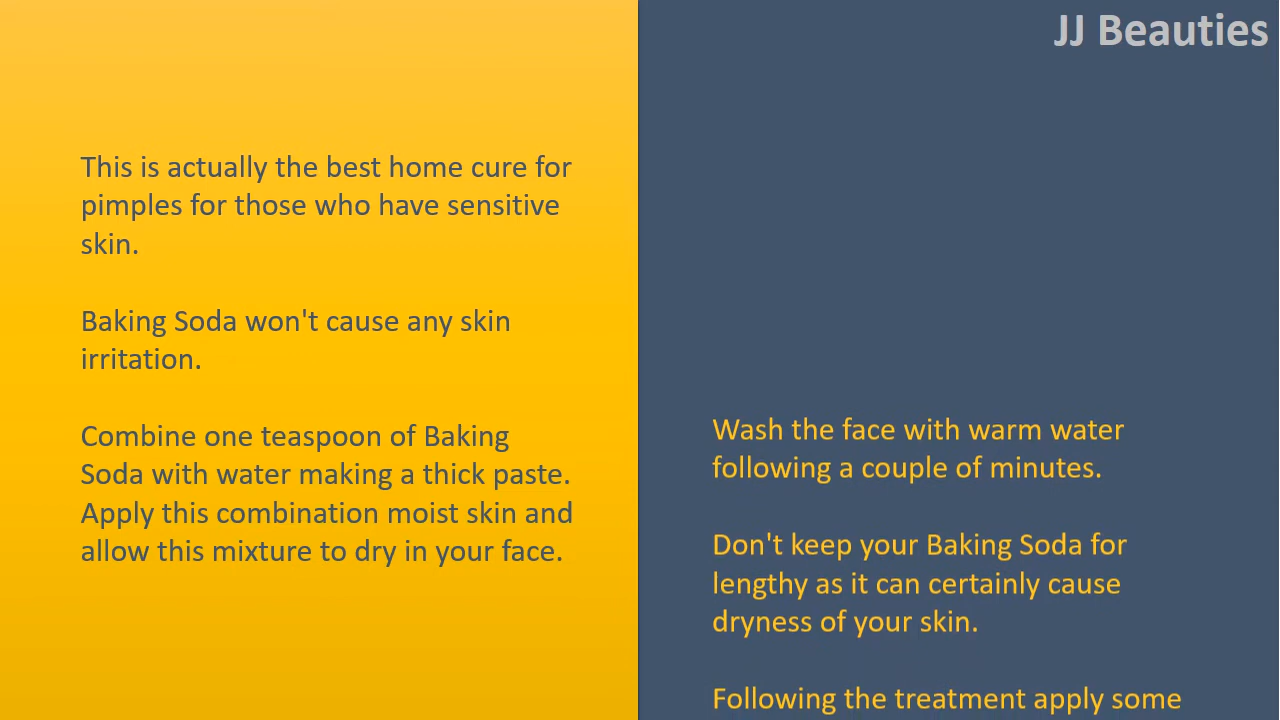 JJ Beauties
This is actually the best home cure for
pimples for those who have sensitive
skin.
Baking Soda won't cause any skin
irritation.
Combine one teaspoon of Baking
Soda with water making a thick paste.
Apply this combination moist skin and
allow this mixture to dry in your face.
Wash the face with warm water
following a couple of minutes.
Don't keep your Baking Soda for
lengthy as it can certainly cause
dryness of your skin.
Following the treatment apply some